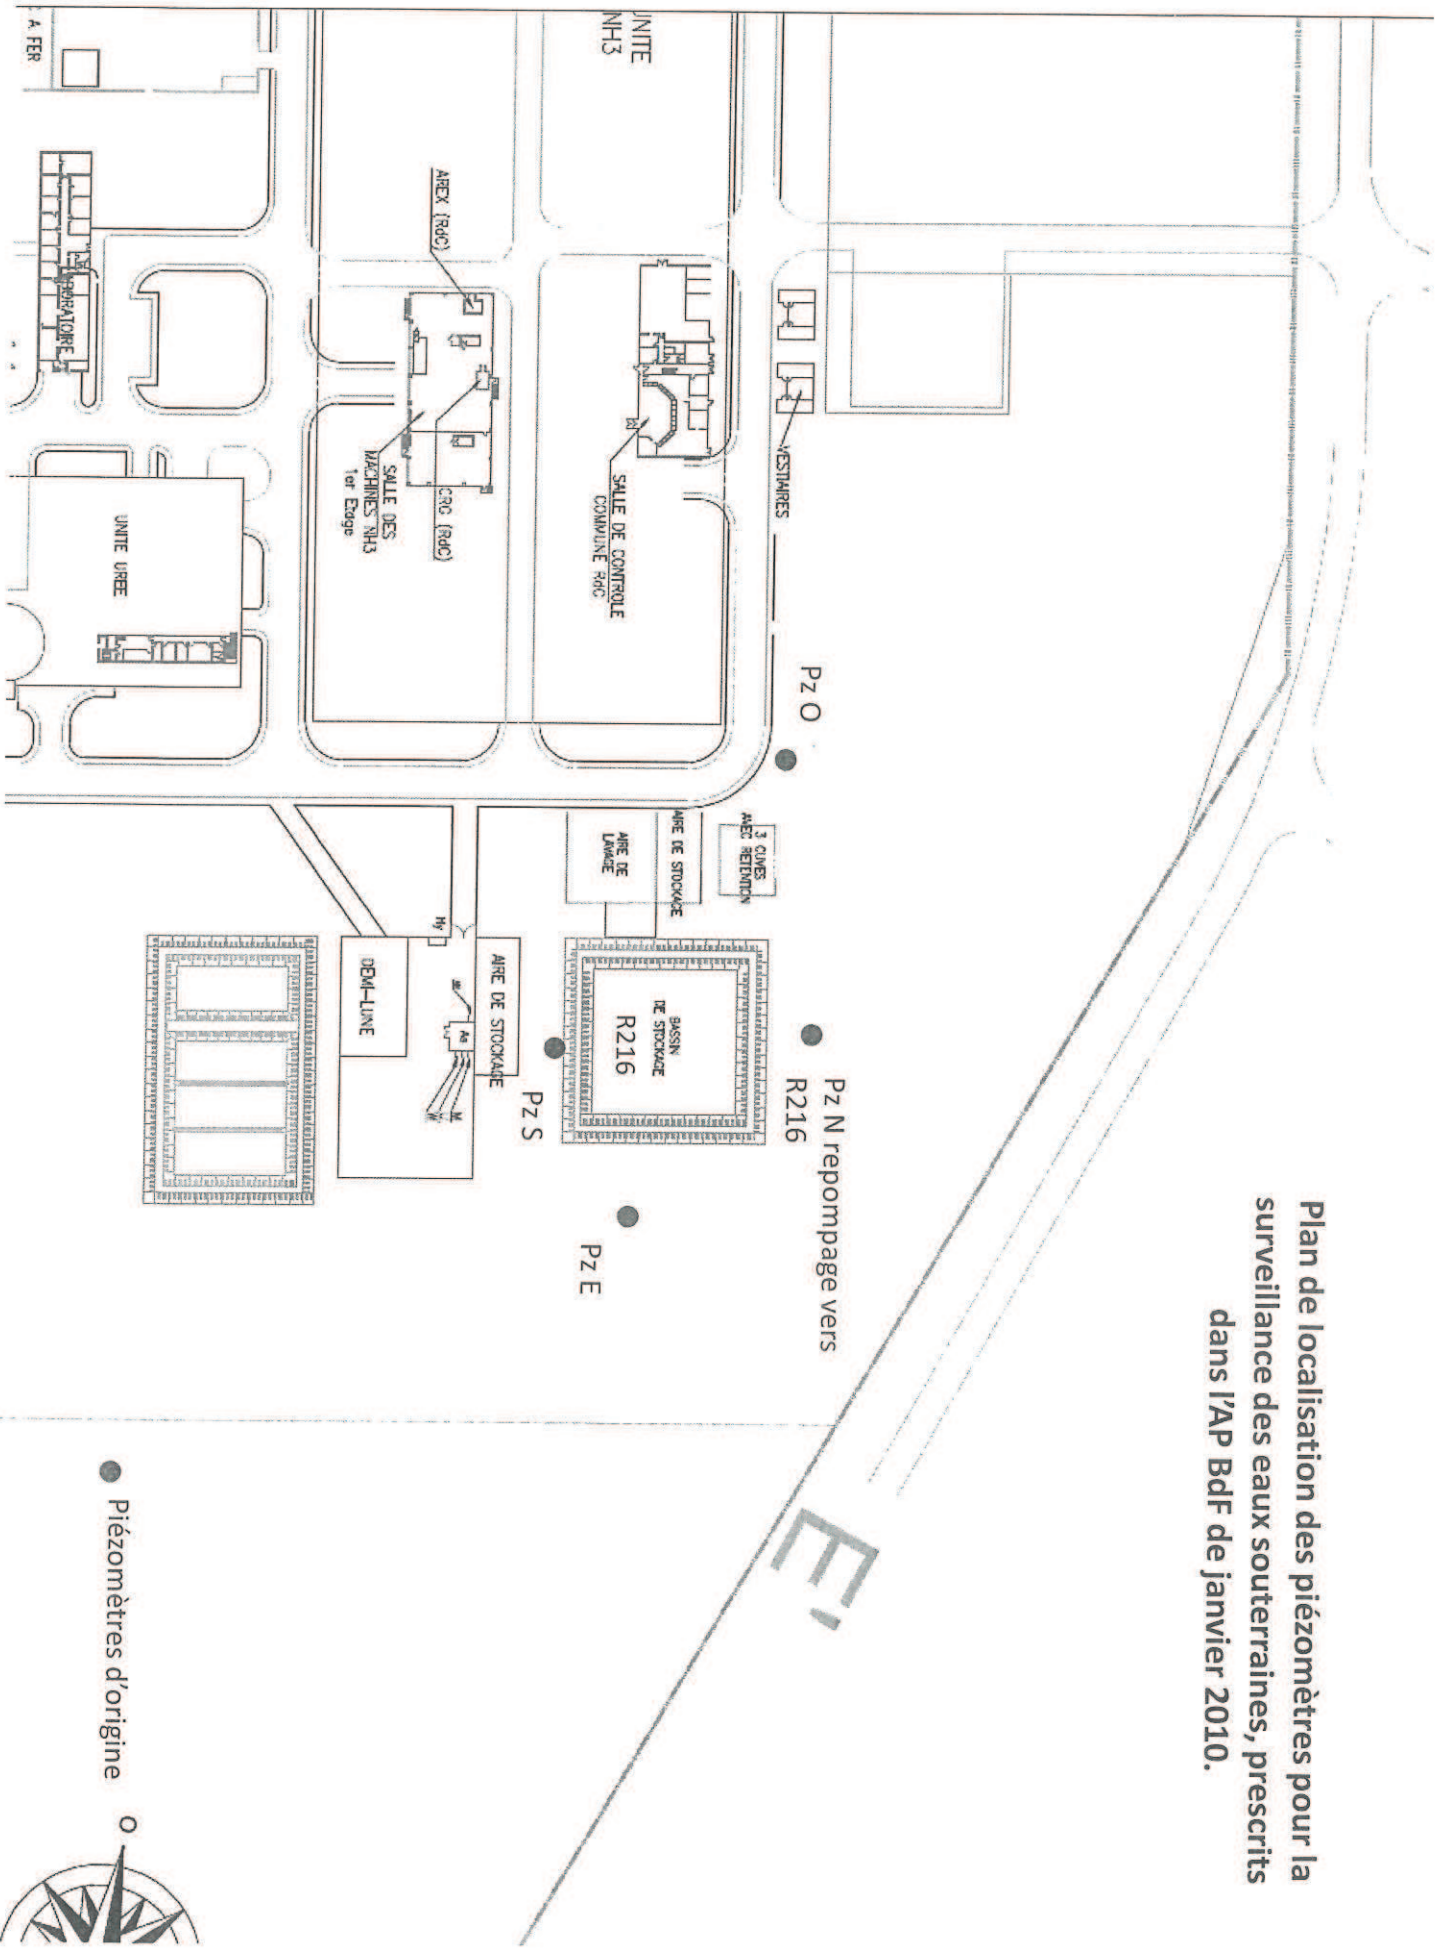 Plan de localisation des piézomètres pour la
surveillance des eaux souterraines, prescrits
dans l'AP BdF de janvier 2010.
E'
Pz N repompage vers
R216
Pz O
VESTIAIRES
3 CUVES
AVEC RETENTION
AIRE DE STOCKAGE
AIRE DE
LAVAGE
BASSIN
DE STOCKAGE
R216
Pz E
Pz S
UNITE
NH3
SALLE DE CONTROLE
COMMUNE RdC
AIRE DE STOCKAGE
AREX (RdC)
CRG (RdC)
SALLE DES
MACHINES NH3
1er Etage
Hy
Aa
M
V
DEMI-LUNE
UNITE UREE
LABORATOIRE
A FER
Piézomètres d'origine
O